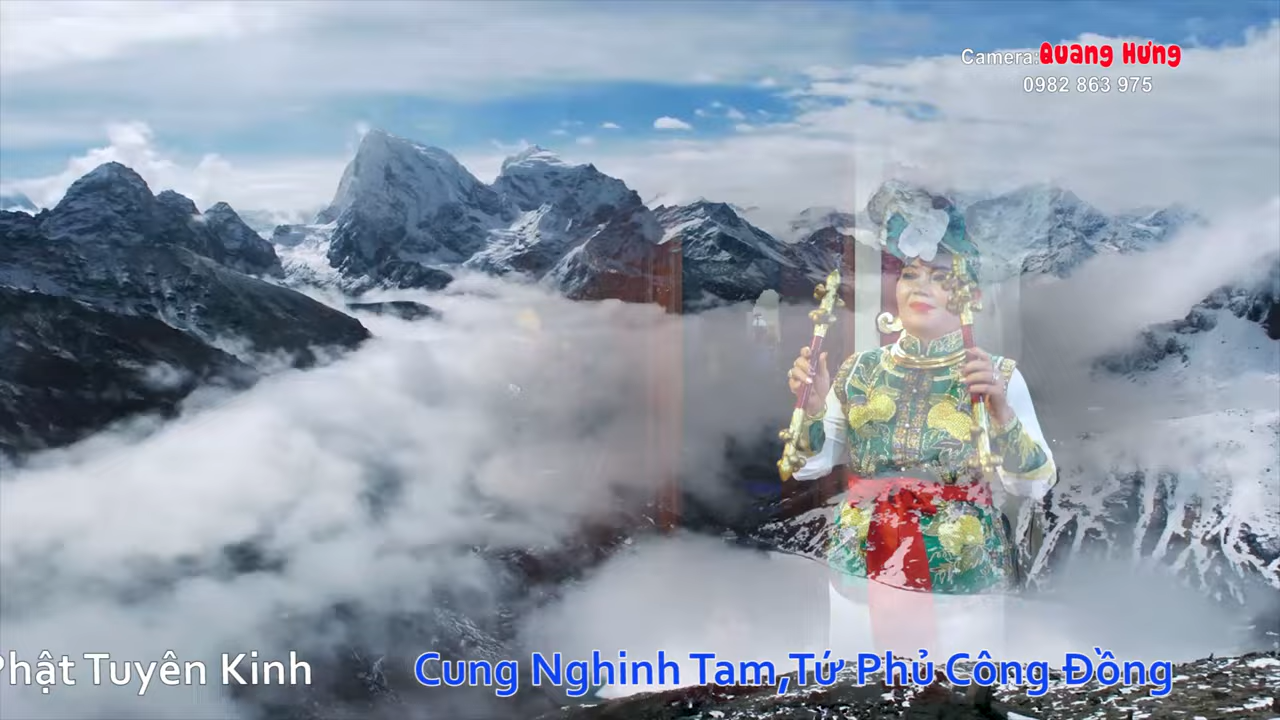 Camera:Quang Hưng
0982 863 975
Phật Tuyên Kinh Cung Nghinh Tam,Tứ Phủ Công Đồng